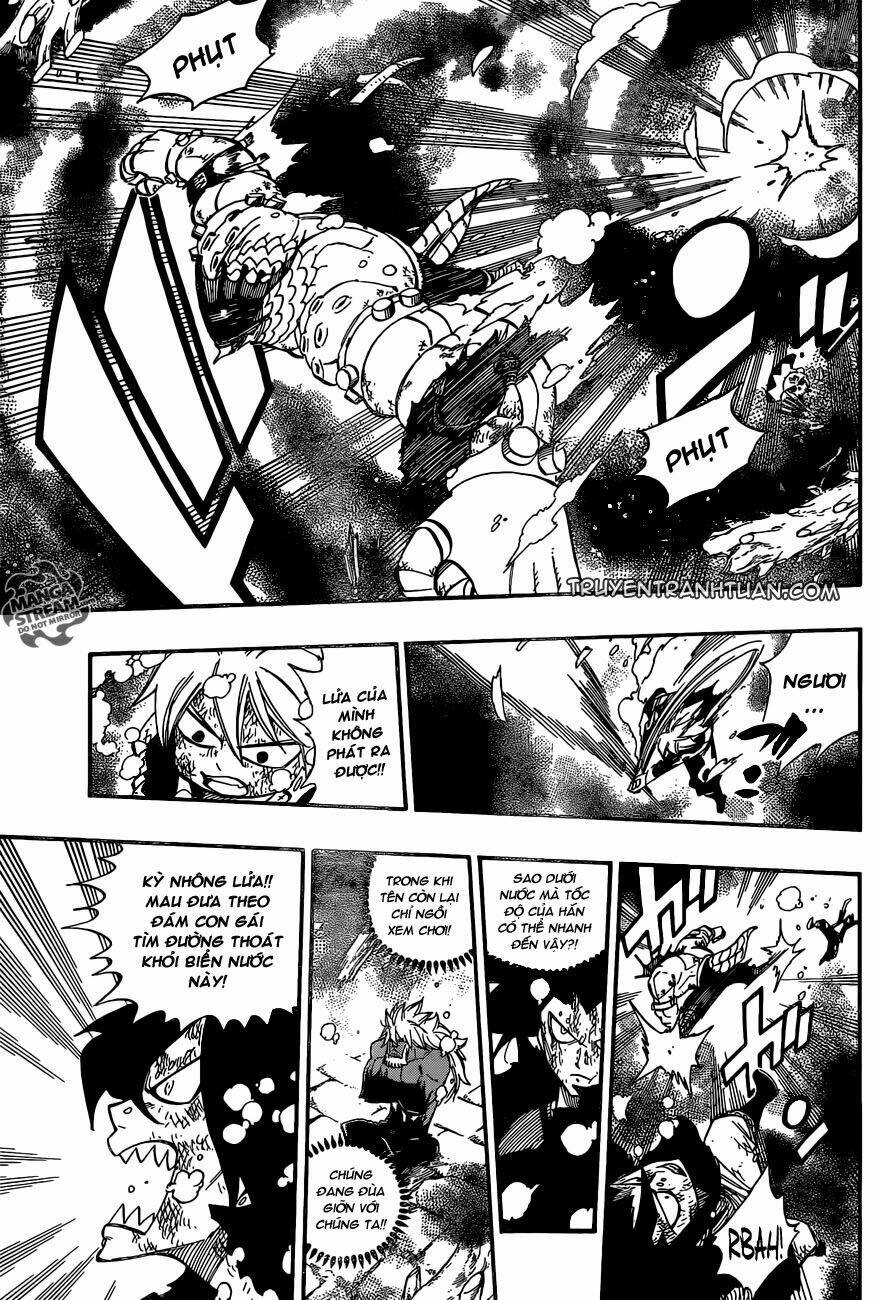 PHỤT
PHỤT
MANGA
STREAM.COM
DO NOT MIRROR!
TRUYENTRANHTUAN.COM
NGƯƠI
...
LỬA CỦA
MÌNH
KHÔNG
PHÁT RA
ĐƯỢC!!
SAO DƯỚI
NƯỚC MÀ TỐC
ĐỘ CỦA HẮN
CÓ THỂ NHANH
ĐẾN VẬY?!
RBAH!
TRONG KHI
TÊN CÒN LẠI
CHỈ NGỒI
XEM CHƠI!
CHÚNG
ĐANG ĐÙA
GIỠN VỚI
CHÚNG TA!!
KỲ NHÔNG LỬA!!
MAU ĐƯA THEO
ĐÁM CON GÁI
TÌM ĐƯỜNG THOÁT
KHỎI BIỂN NƯỚC
NÀY!